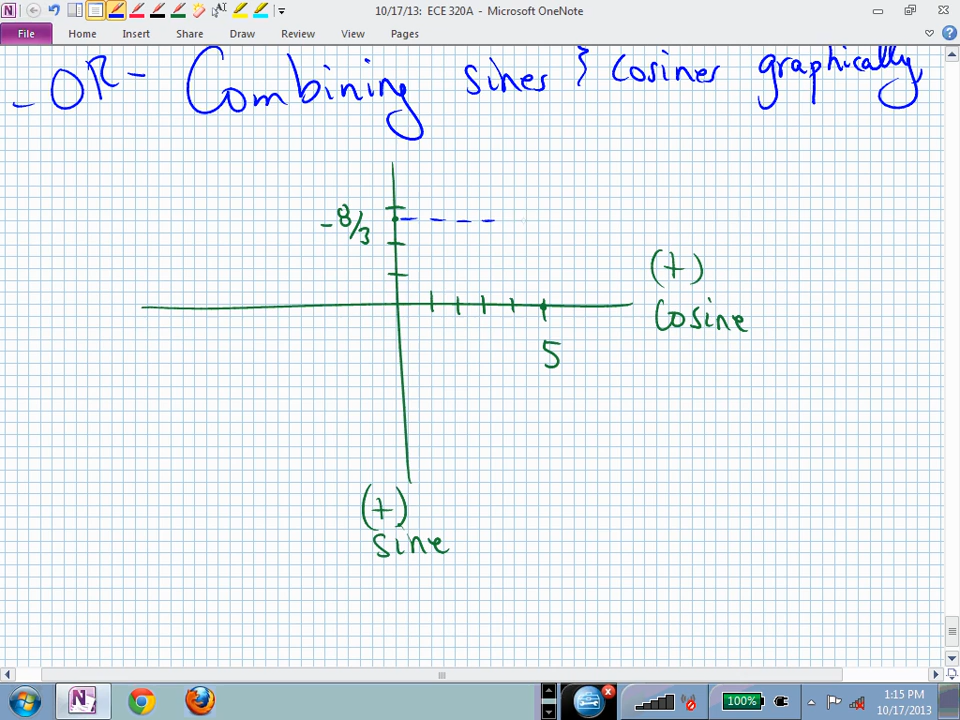 10/17/13: ECE 320A - Microsoft OneNote
File Home Insert Share Draw Review View Pages
- OR - Combining sines & cosines graphically
-8/3
(+)
Cosine
5
(+)
sine
100%
1:15 PM
10/17/2013